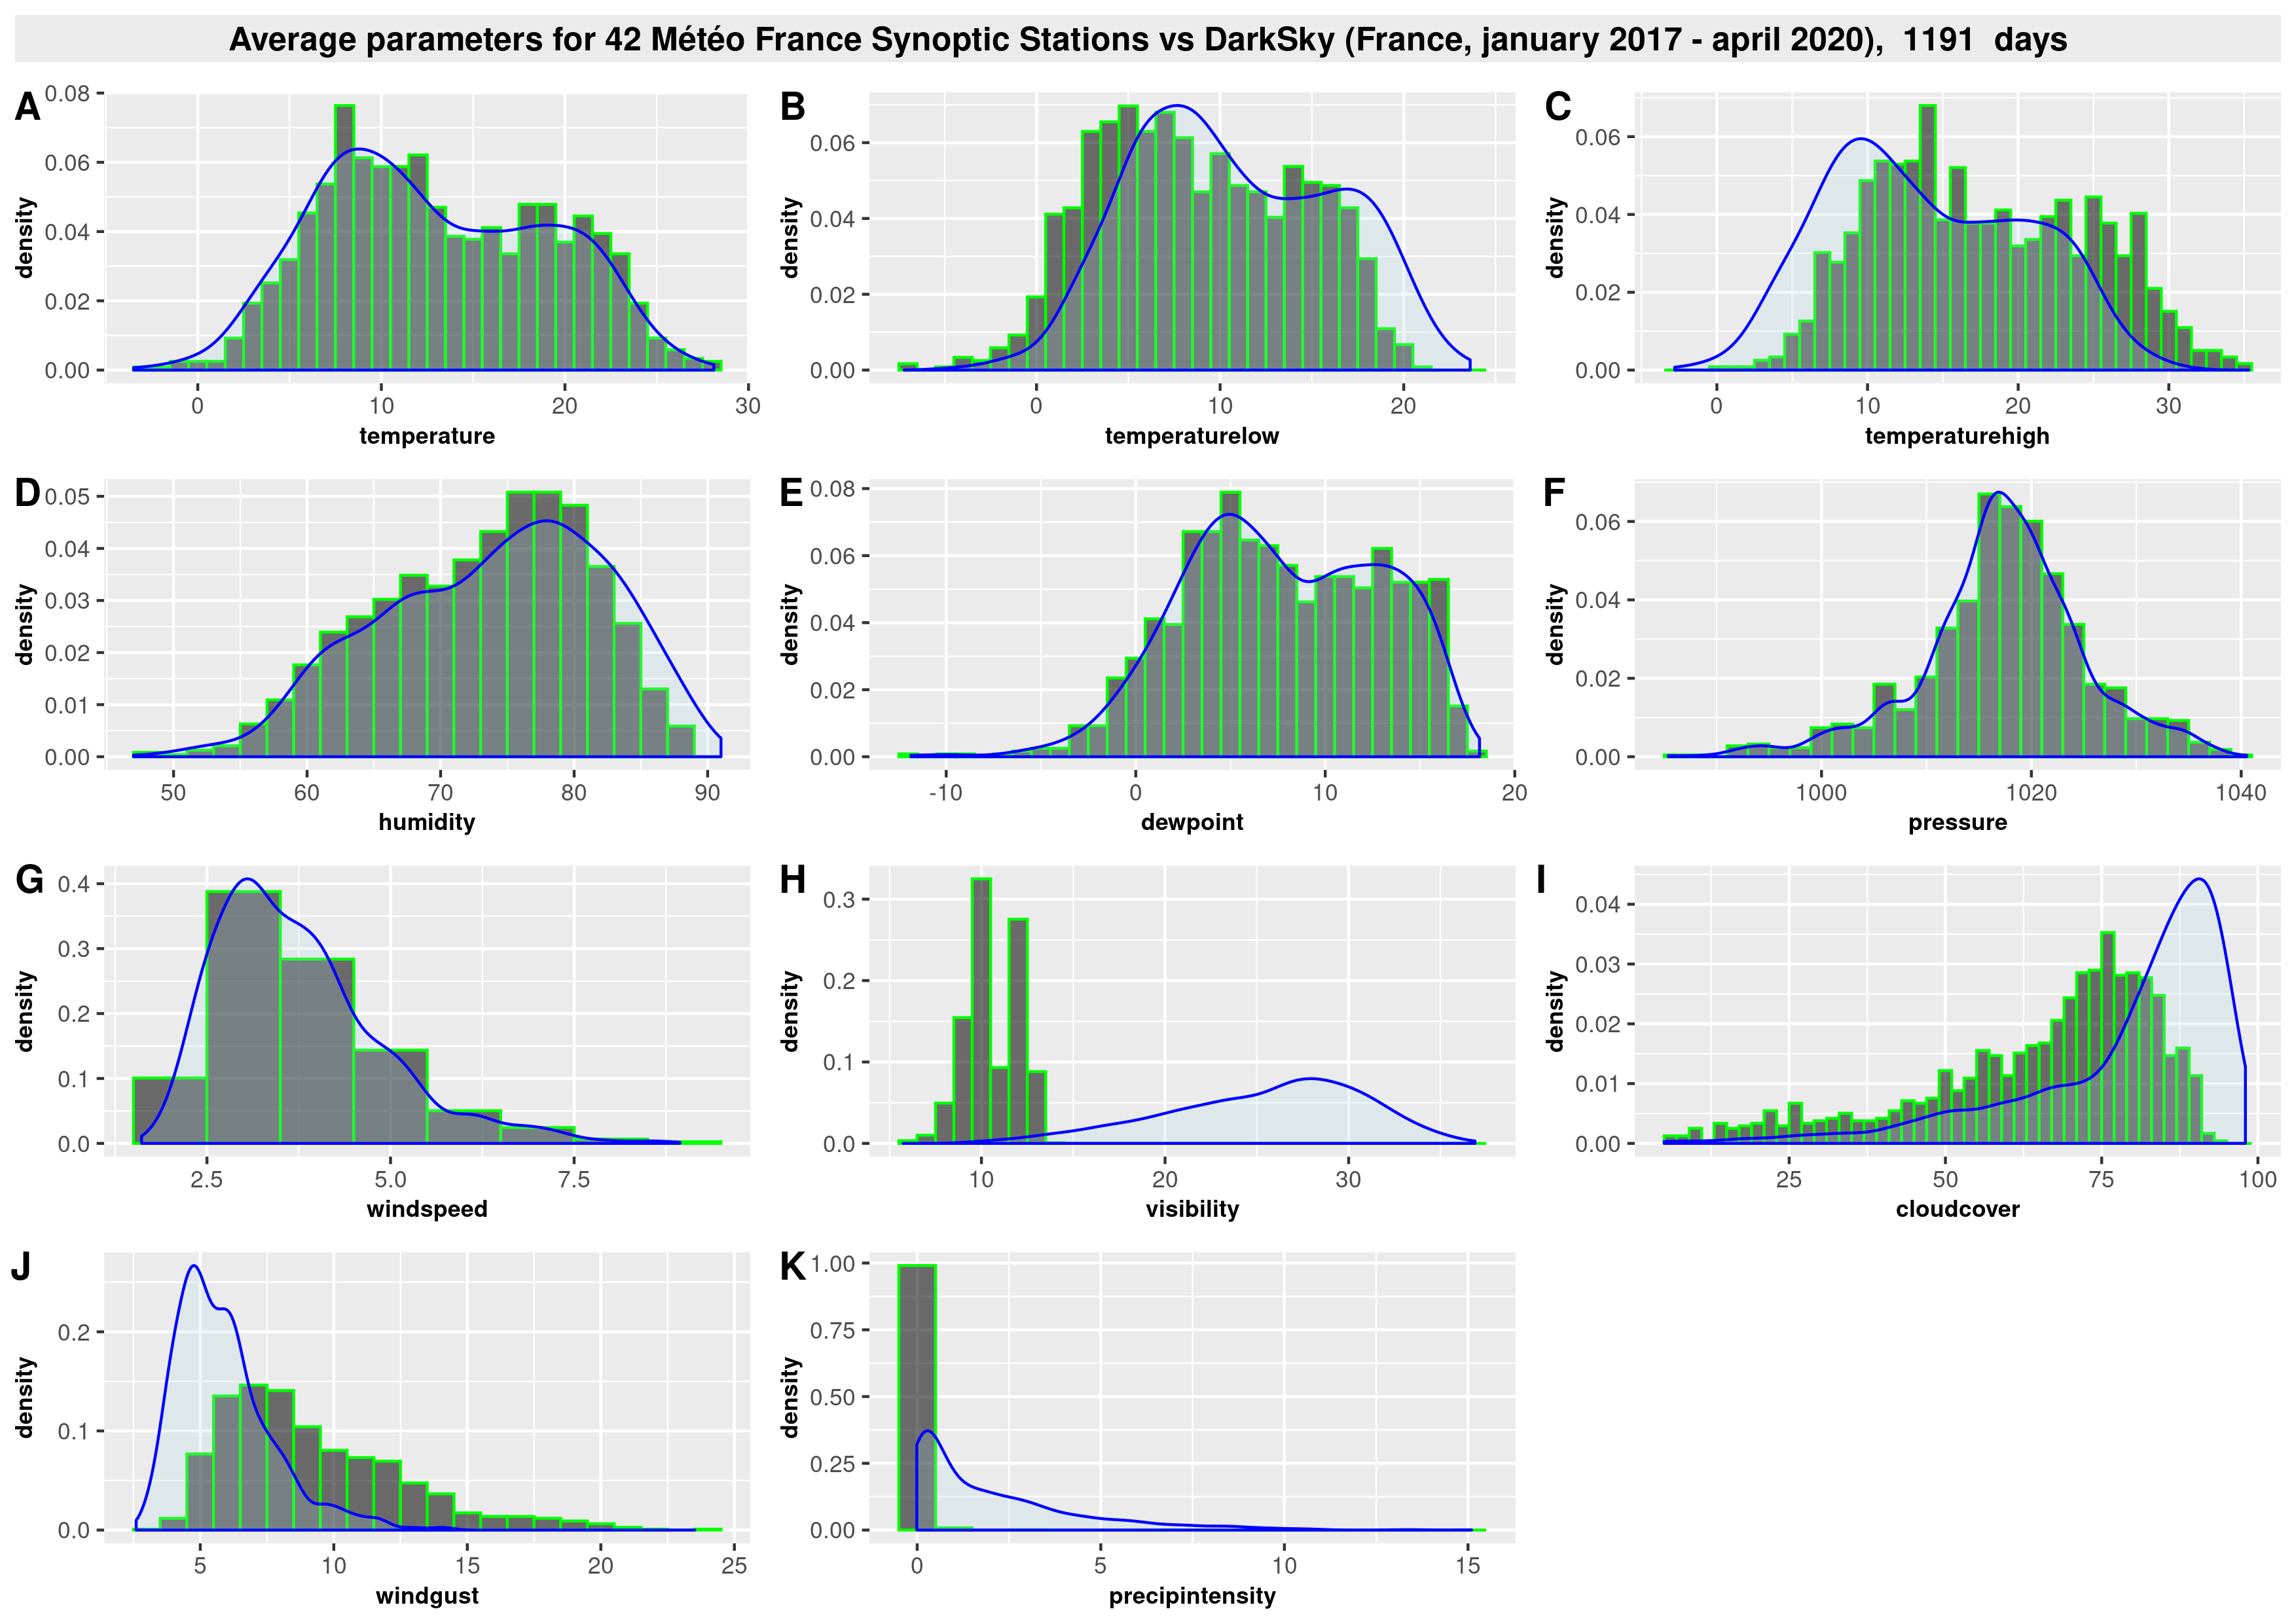 Average parameters for 42 Météo France Synoptic Stations vs DarkSky (France, january 2017 - april 2020),  1191  days
A
0.08
0.06
0.04
0.02
0.00
density
0 10 20 30
temperature
B
0.06
0.04
0.02
0.00
density
0 10 20
temperaturelow
C
0.06
0.04
0.02
0.00
density
0 10 20 30
temperaturehigh
D
0.05
0.04
0.03
0.02
0.01
0.00
density
50 60 70 80 90
humidity
E
0.08
0.06
0.04
0.02
0.00
density
-10 0 10 20
dewpoint
F
0.06
0.04
0.02
0.00
density
1000 1020 1040
pressure
G
0.4
0.3
0.2
0.1
0.0
density
2.5 5.0 7.5
windspeed
H
0.3
0.2
0.1
0.0
density
10 20 30
visibility
I
0.04
0.03
0.02
0.01
0.00
density
25 50 75 100
cloudcover
J
0.2
0.1
0.0
density
5 10 15 20 25
windgust
K
1.00
0.75
0.50
0.25
0.00
density
0 5 10 15
precipintensity